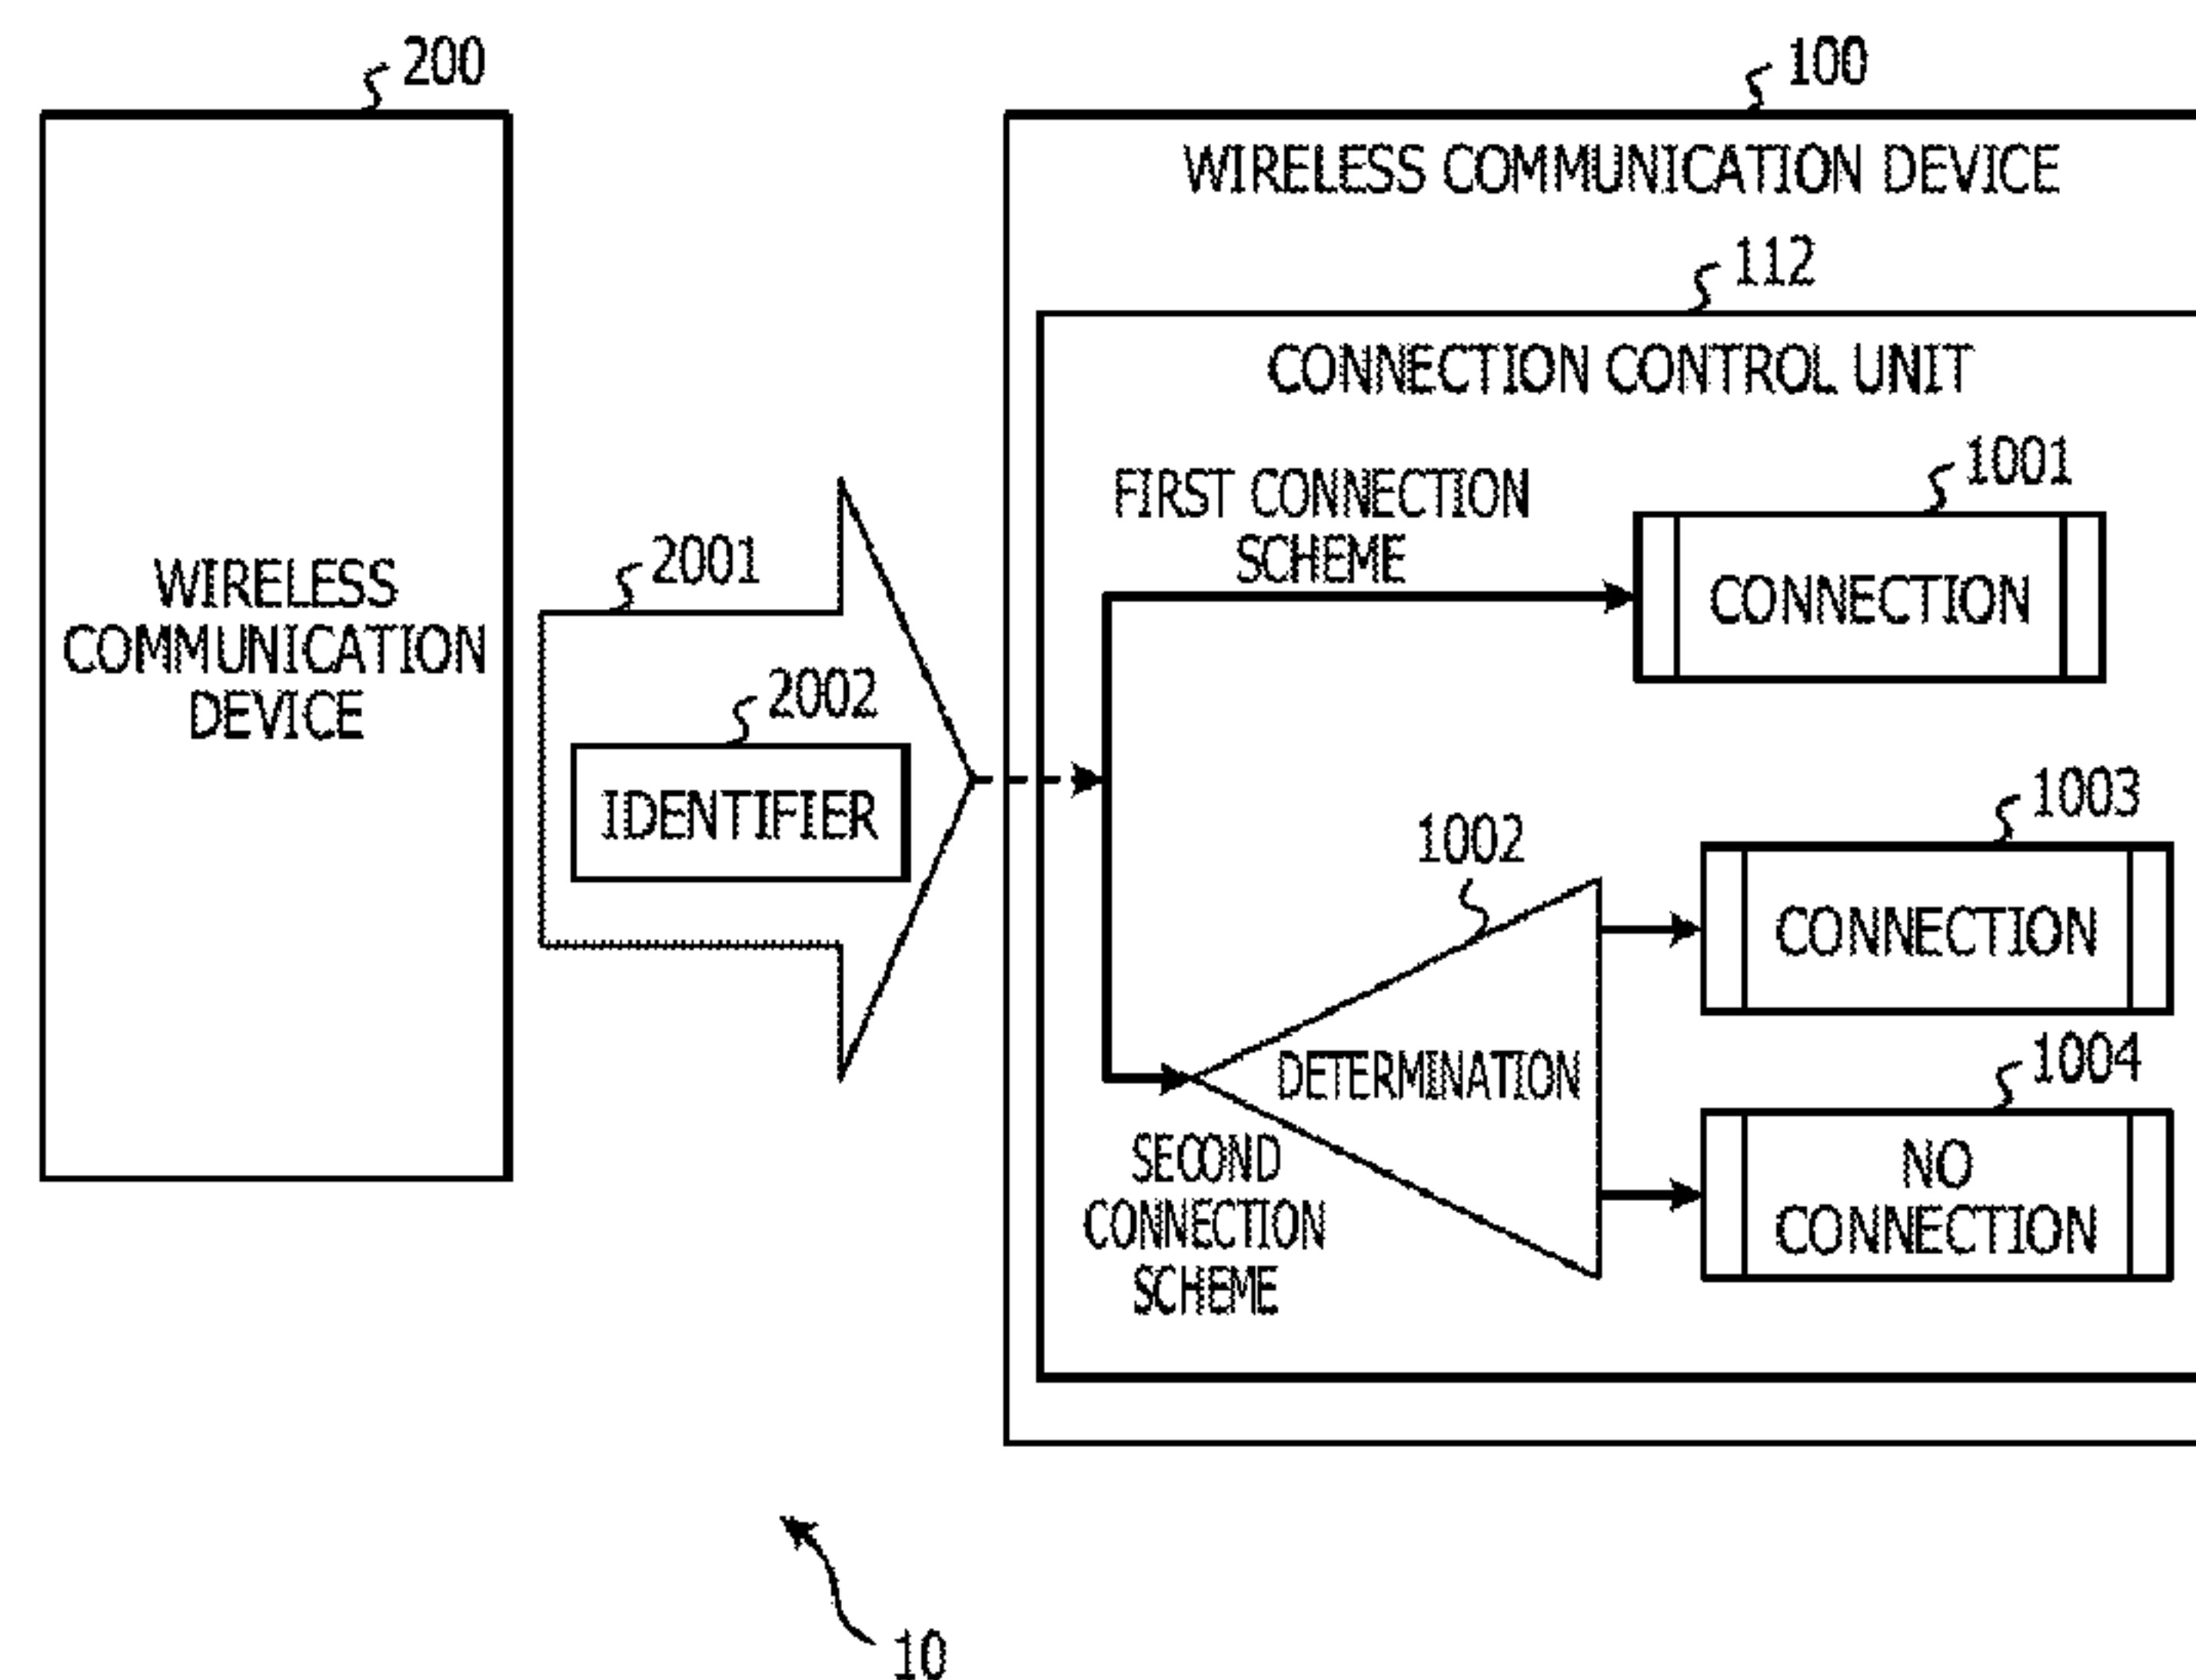 200
100
WIRELESS COMMUNICATION DEVICE
112
CONNECTION CONTROL UNIT
FIRST CONNECTION
SCHEME
1001
CONNECTION
2001
WIRELESS
COMMUNICATION
DEVICE
2002
IDENTIFIER
1003
1002
CONNECTION
DETERMINATION
1004
NO
CONNECTION
SECOND
CONNECTION
SCHEME
10